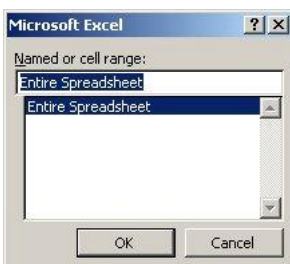 Microsoft Excel
Named or cell range:
Entire Spreadsheet
Entire Spreadsheet
OK
Cancel